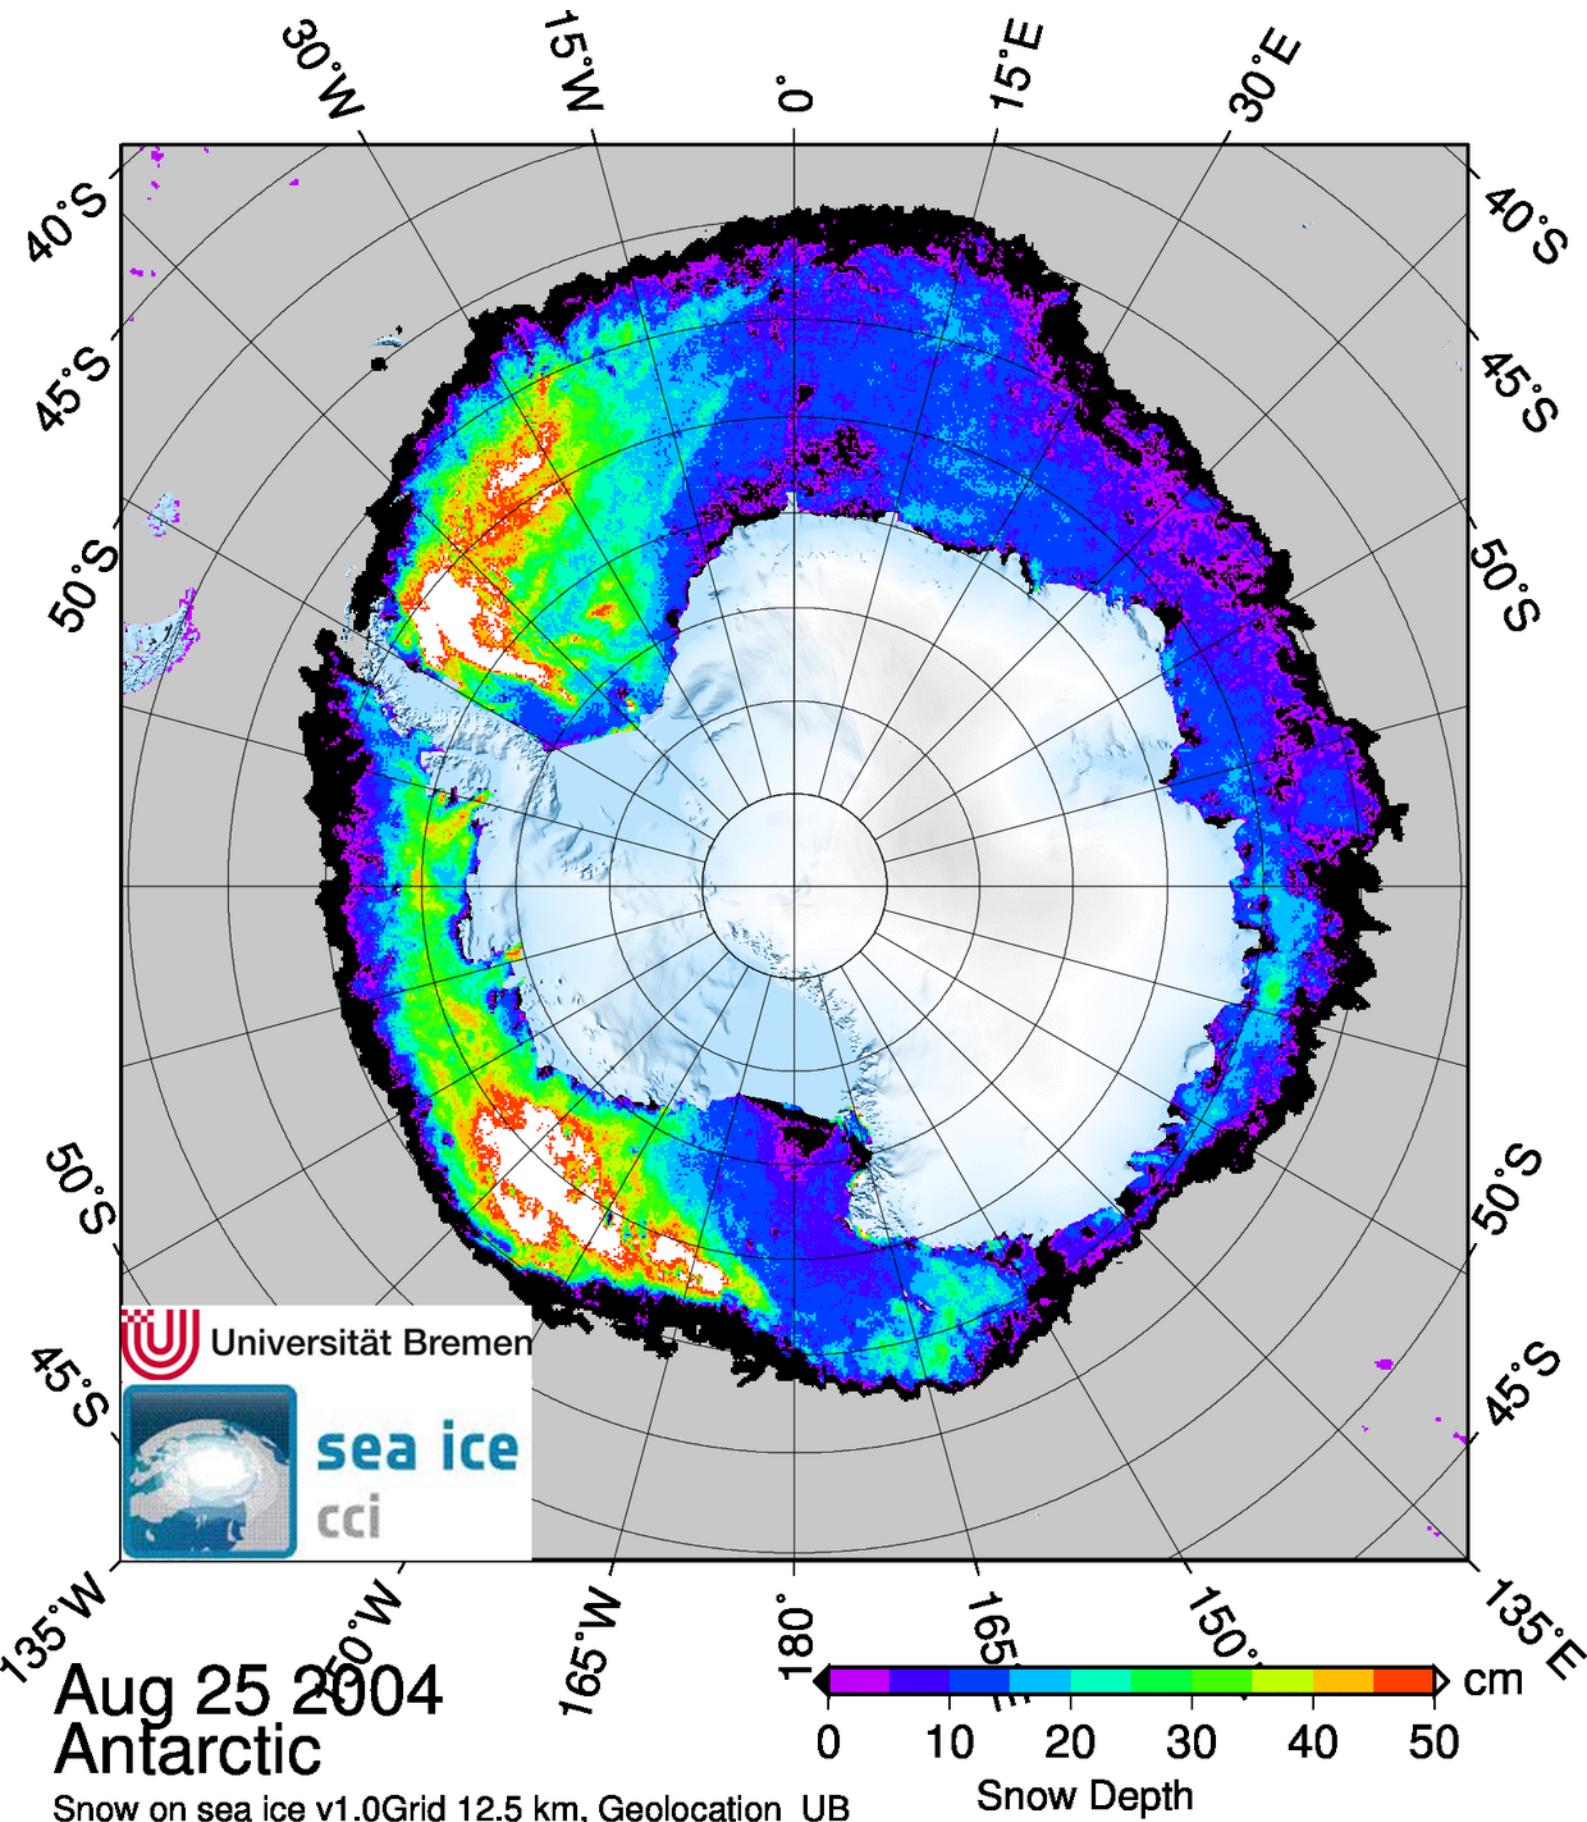 30°W 15°W 0° 15°E 30°E
40°S 40°S
45°S 45°S
50°S 50°S
50°S 50°S
45°S 45°S
Universität Bremen
sea ice
cci
135°W 165°W 180° 150° 135°E
Aug 25 2004
Antarctic
Snow on sea ice v1.0Grid 12.5 km, Geolocation UB
cm
0 10 20 30 40 50
Snow Depth